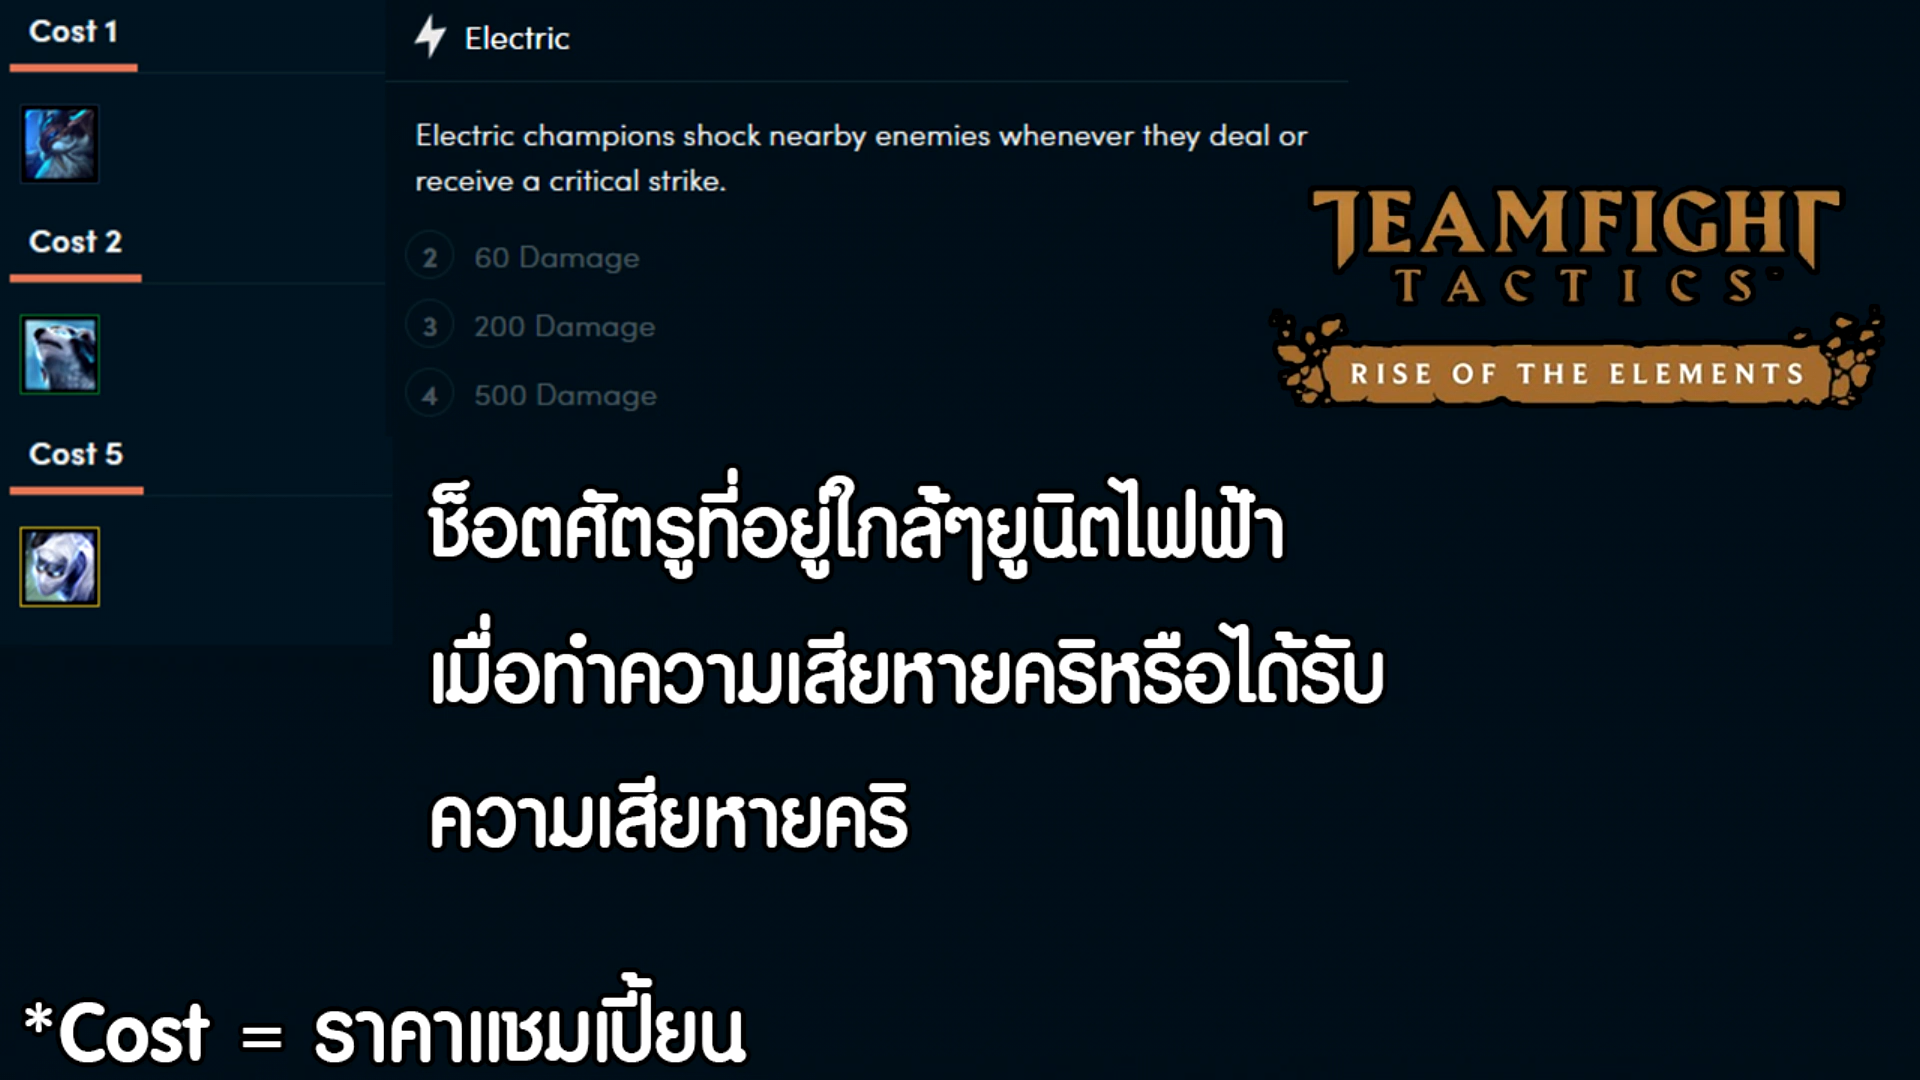 Cost 1
Electric
Electric champions shock nearby enemies whenever they deal or
receive a critical strike.
Cost 2
2 60 Damage
3 200 Damage
4 500 Damage
TEAMFIGHT
TACTICS
RISE OF THE ELEMENTS
Cost 5
ช็อตศัตรูที่อยู่ใกล้ๆยูนิตไฟฟ้า
เมื่อทำความเสียหายคริหรือได้รับ
ความเสียหายคริ
*Cost = ราคาแชมเปี้ยน